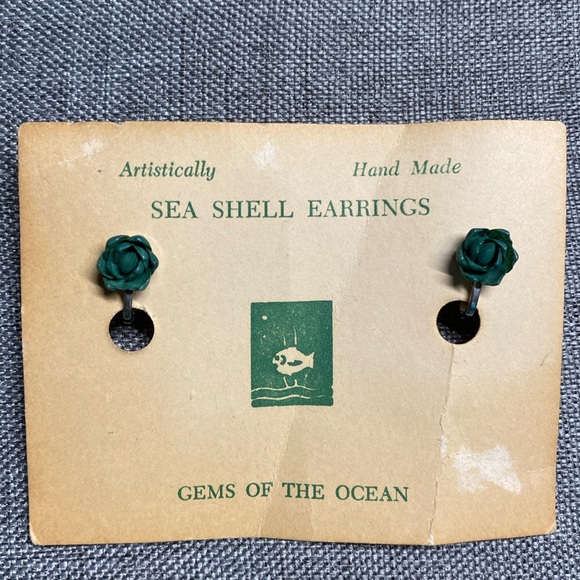 Artistically Hand Made
SEA SHELL EARRINGS
GEMS OF THE OCEAN